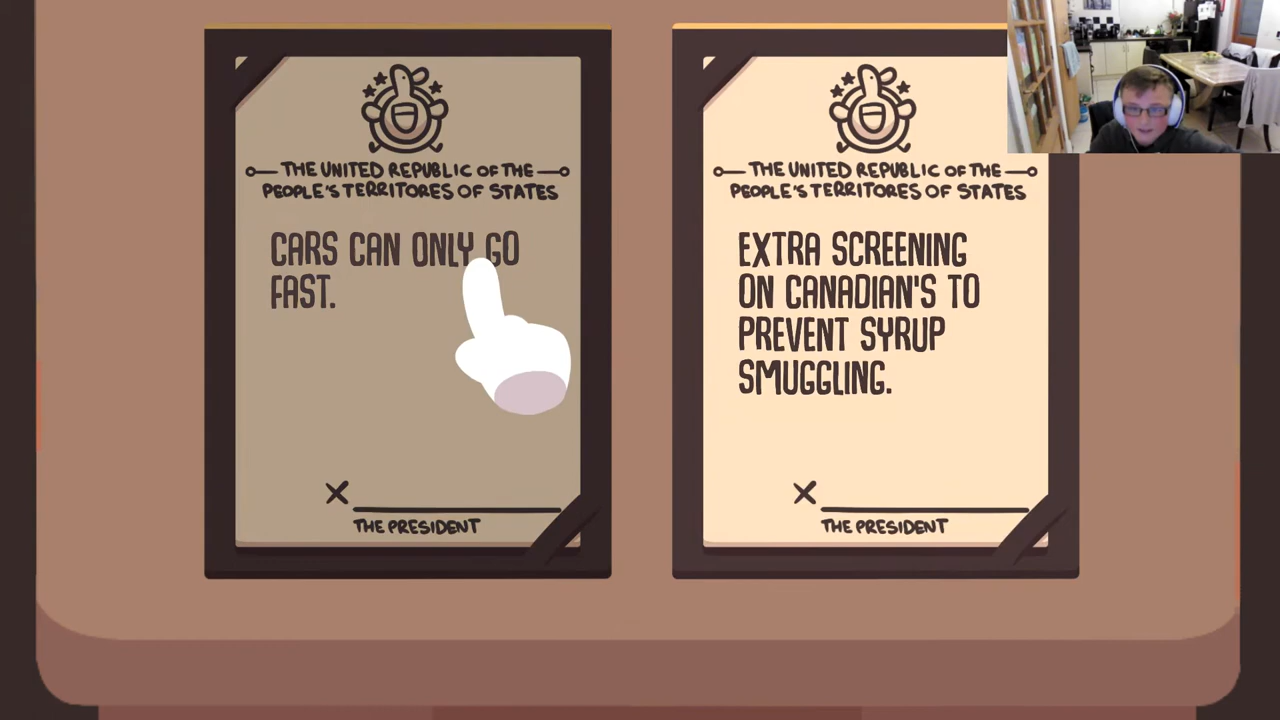 THE UNITED REPUBLIC OF THE
PEOPLE'S TERRITORES OF STATES
CARS CAN ONLY GO
FAST.
X
THE PRESIDENT
THE UNITED REPUBLIC OF THE
PEOPLE'S TERRITORES OF STATES
EXTRA SCREENING
ON CANADIAN'S TO
PREVENT SYRUP
SMUGGLING.
X
THE PRESIDENT